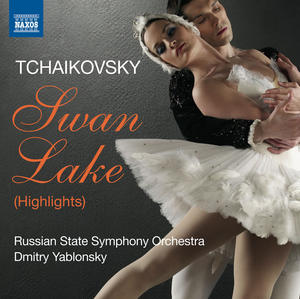 NAXOS
TCHAIKOVSKY
Swan
Lake
(Highlights)
Russian State Symphony Orchestra
Dmitry Yablonsky